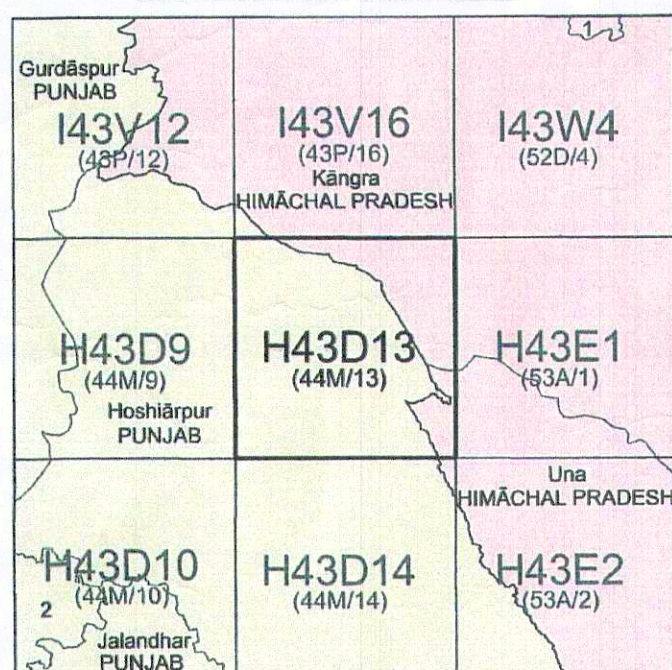 1
Gurdāspur
PUNJAB
I43V12
(43P/12)
I43V16
(43P/16)
Kāngra
HIMĀCHAL PRADESH
I43W4
(52D/4)
H43D9
(44M/9)
Hoshiārpur
PUNJAB
H43D13
(44M/13)
H43E1
(53A/1)
Una
HIMĀCHAL PRADESH
H43D10
(44M/10)
2
Jalandhar
PUNJAB
H43D14
(44M/14)
H43E2
(53A/2)